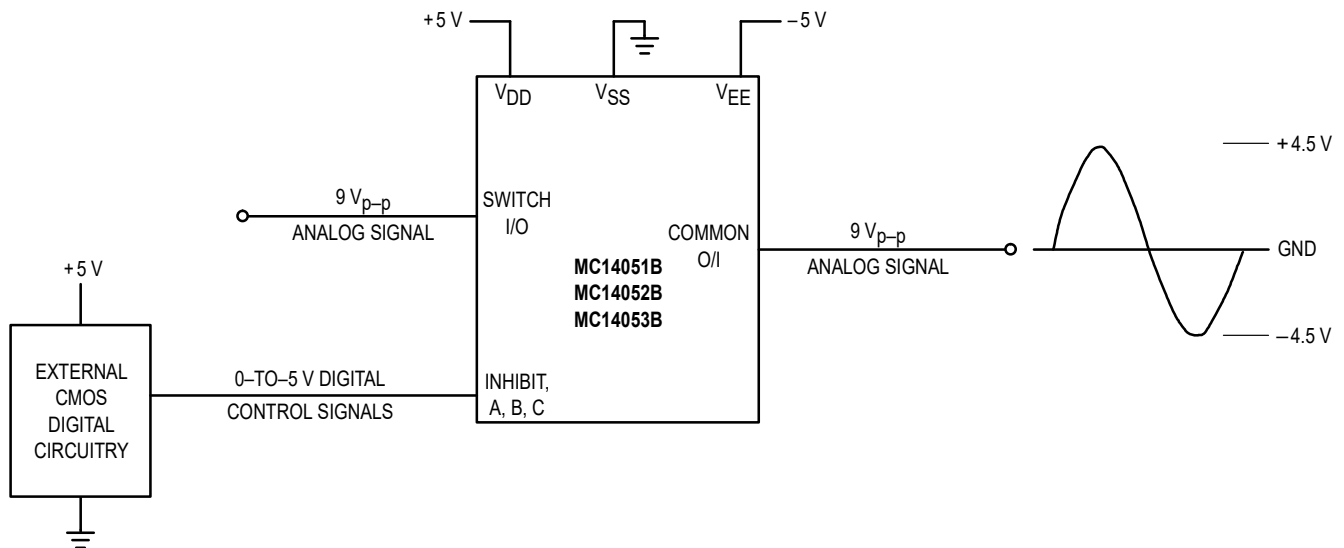 +5 V
–5 V
VDD
VSS
VEE
9 Vp–p
ANALOG SIGNAL
SWITCH
I/O
COMMON
O/I
9 Vp–p
ANALOG SIGNAL
+4.5 V
GND
–4.5 V
MC14051B
MC14052B
MC14053B
+5 V
EXTERNAL
CMOS
DIGITAL
CIRCUITRY
0–TO–5 V DIGITAL
CONTROL SIGNALS
INHIBIT,
A, B, C